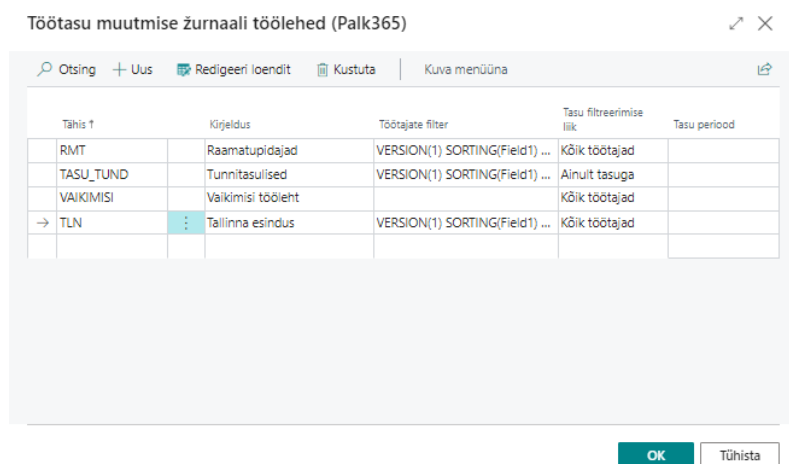 Töötasu muutmise žurnaali töölehed (Palk365)
Otsing Uus Redigeeri loendit Kustuta Kuva menüüna
Tähis ↑ Kirjeldus Töötajate filter Tasu filtreerimise liik Tasu periood
RMT Raamatupidajad VERSION(1) SORTING(Field1) ... Kõik töötajad
TASU_TUND Tunnitasulised VERSION(1) SORTING(Field1) ... Ainult tasuga
VAIKIMISI Vaikimisi tööleht Kõik töötajad
→ TLN Tallinna esindus VERSION(1) SORTING(Field1) ... Kõik töötajad
OK Tühista